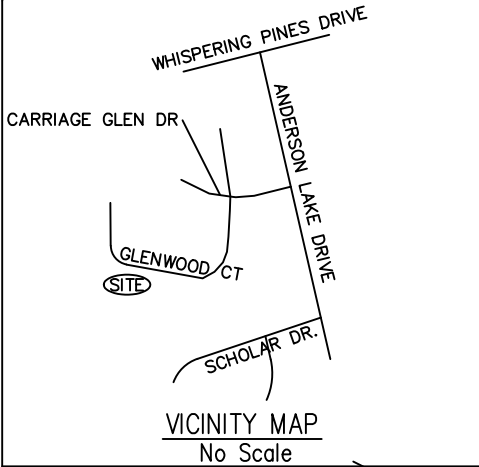 WHISPERING PINES DRIVE
CARRIAGE GLEN DR
ANDERSON LAKE DRIVE
GLENWOOD CT
SITE
SCHOLAR DR.
VICINITY MAP
No Scale